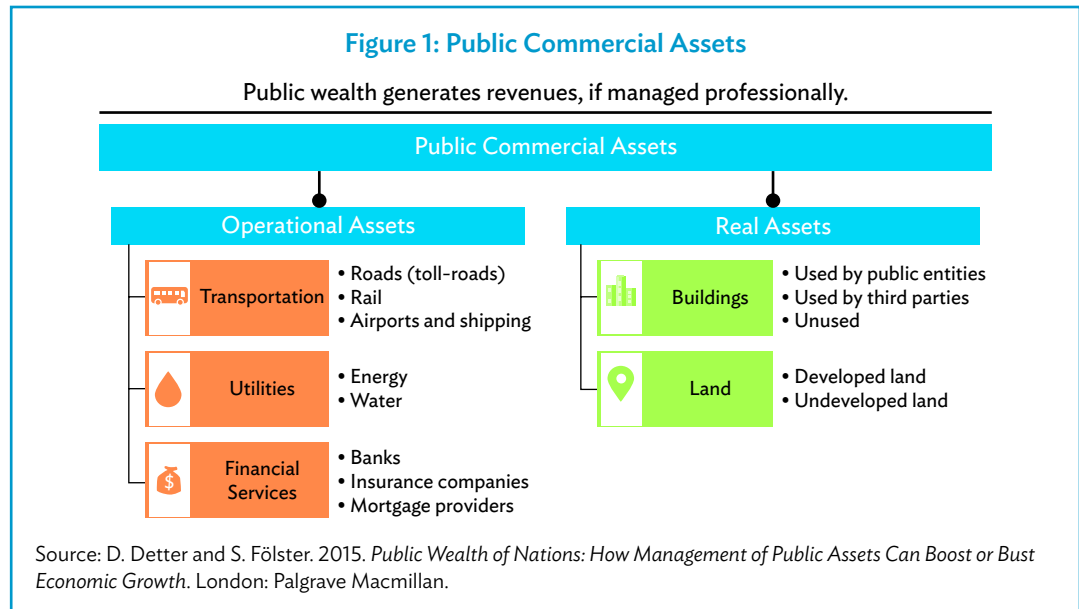 Figure 1: Public Commercial Assets
Public wealth generates revenues, if managed professionally.
Public Commercial Assets
Operational Assets
Transportation
• Roads (toll-roads)
• Rail
• Airports and shipping
Utilities
• Energy
• Water
$
Financial
Services
• Banks
• Insurance companies
• Mortgage providers
Real Assets
Buildings
• Used by public entities
• Used by third parties
• Unused
Land
• Developed land
• Undeveloped land
Source: D. Detter and S. Fölster. 2015. Public Wealth of Nations: How Management of Public Assets Can Boost or Bust
Economic Growth. London: Palgrave Macmillan.